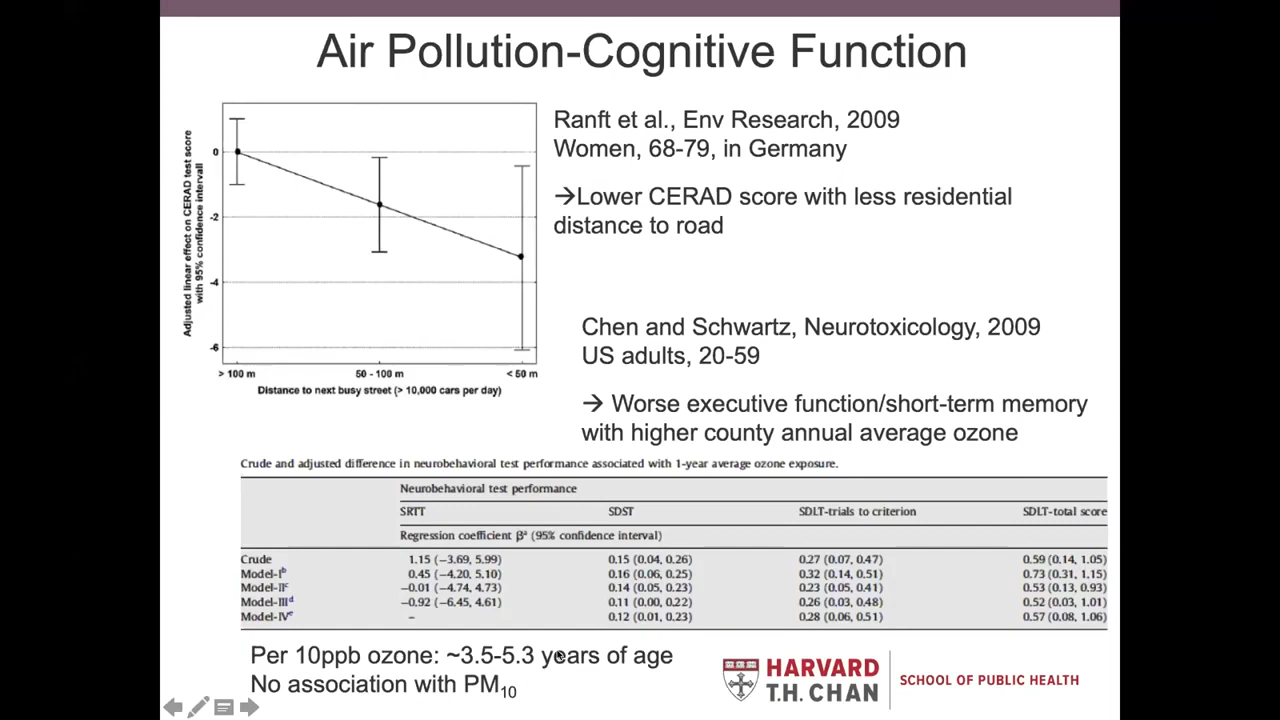 Air Pollution-Cognitive Function
Adjusted linear effect on CERAD test score
with 95% confidence intervall
0
-2
-4
-6
> 100 m
50 - 100 m
< 50 m
Distance to next busy street (> 10,000 cars per day)
Ranft et al., Env Research, 2009
Women, 68-79, in Germany
→Lower CERAD score with less residential
distance to road
Chen and Schwartz, Neurotoxicology, 2009
US adults, 20-59
→ Worse executive function/short-term memory
with higher county annual average ozone
Crude and adjusted difference in neurobehavioral test performance associated with 1-year average ozone exposure.
Neurobehavioral test performance
SRTT SDST SDLT-trials to criterion SDLT-total score
Regression coefficient βᵃ (95% confidence interval)
Crude 1.15 (−3.69, 5.99) 0.15 (0.04, 0.26) 0.27 (0.07, 0.47) 0.59 (0.14, 1.05)
Model-Iᵇ 0.45 (−4.20, 5.10) 0.16 (0.06, 0.25) 0.32 (0.14, 0.51) 0.73 (0.31, 1.15)
Model-IIᶜ −0.01 (−4.74, 4.73) 0.14 (0.05, 0.23) 0.23 (0.05, 0.41) 0.53 (0.13, 0.93)
Model-IIIᵈ −0.92 (−6.45, 4.61) 0.11 (0.00, 0.22) 0.26 (0.03, 0.48) 0.52 (0.03, 1.01)
Model-IVᵉ – 0.12 (0.01, 0.23) 0.28 (0.06, 0.51) 0.57 (0.08, 1.06)
Per 10ppb ozone: ~3.5-5.3 years of age
No association with PM₁₀
HARVARD
T.H. CHAN
SCHOOL OF PUBLIC HEALTH